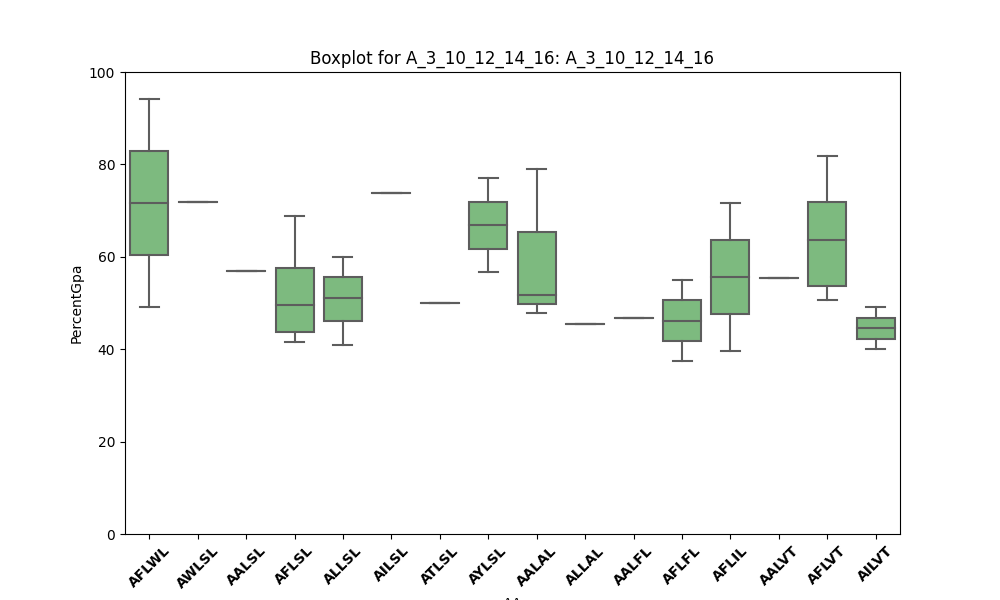 Boxplot for A_3_10_12_14_16: A_3_10_12_14_16
PercentGpa
100
80
60
40
20
0
AFLWL
AWLSL
AALSL
AFLSL
ALLSL
AILSL
ATLSL
AYLSL
AALAL
ALLAL
AALFL
AFLFL
AFLIL
AALVT
AFLVT
AILVT